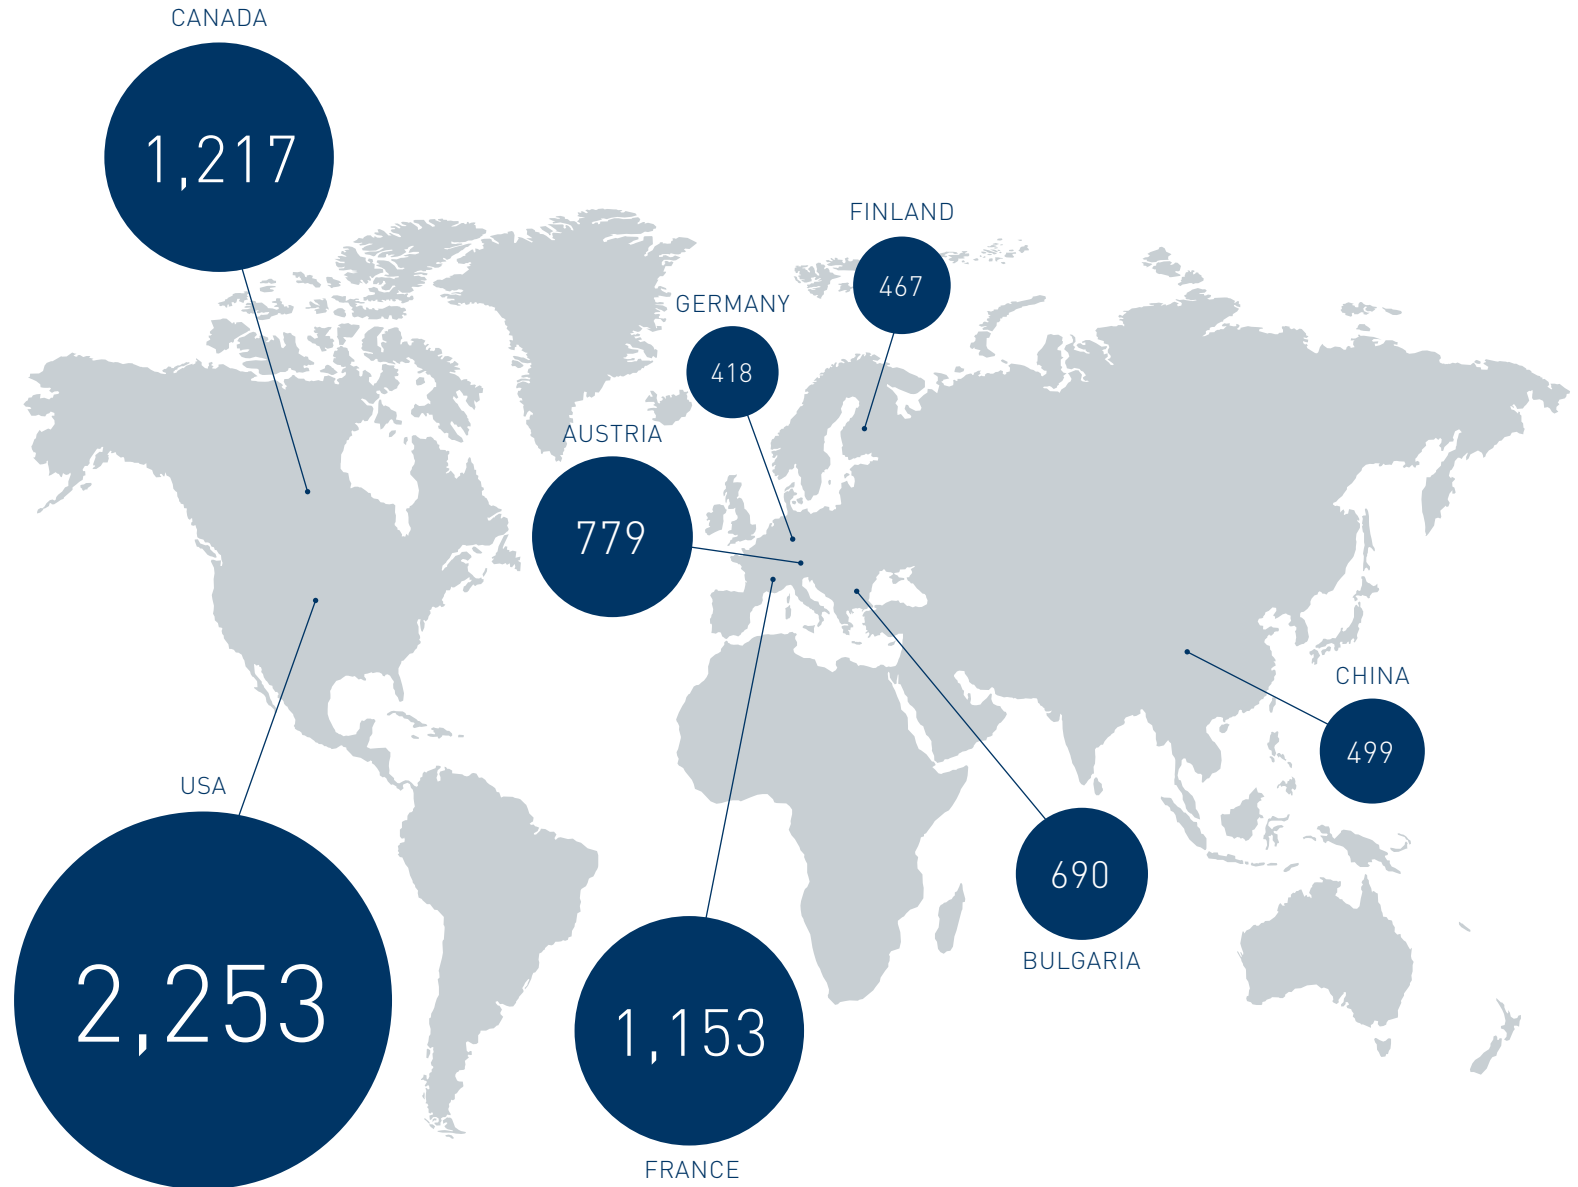 CANADA
1,217
FINLAND
467
GERMANY
418
AUSTRIA
779
CHINA
499
USA
2,253
690
BULGARIA
1,153
FRANCE